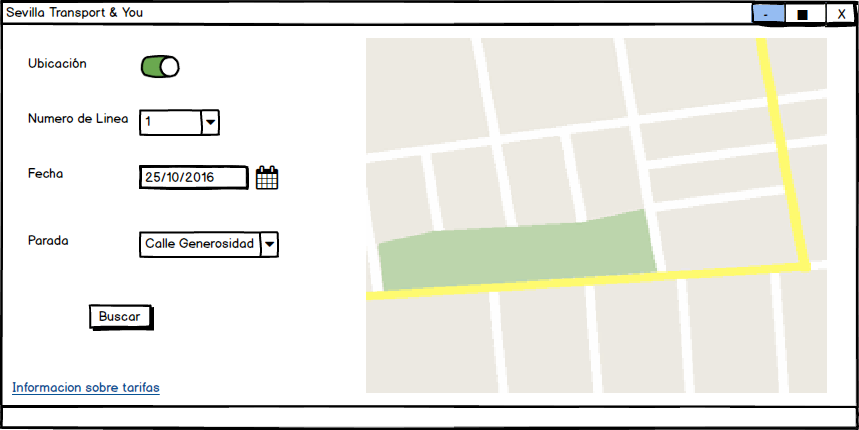 Sevilla Transport & You
- X
Ubicación
Numero de Linea 1
Fecha 25/10/2016
Parada Calle Generosidad
Buscar
Informacion sobre tarifas